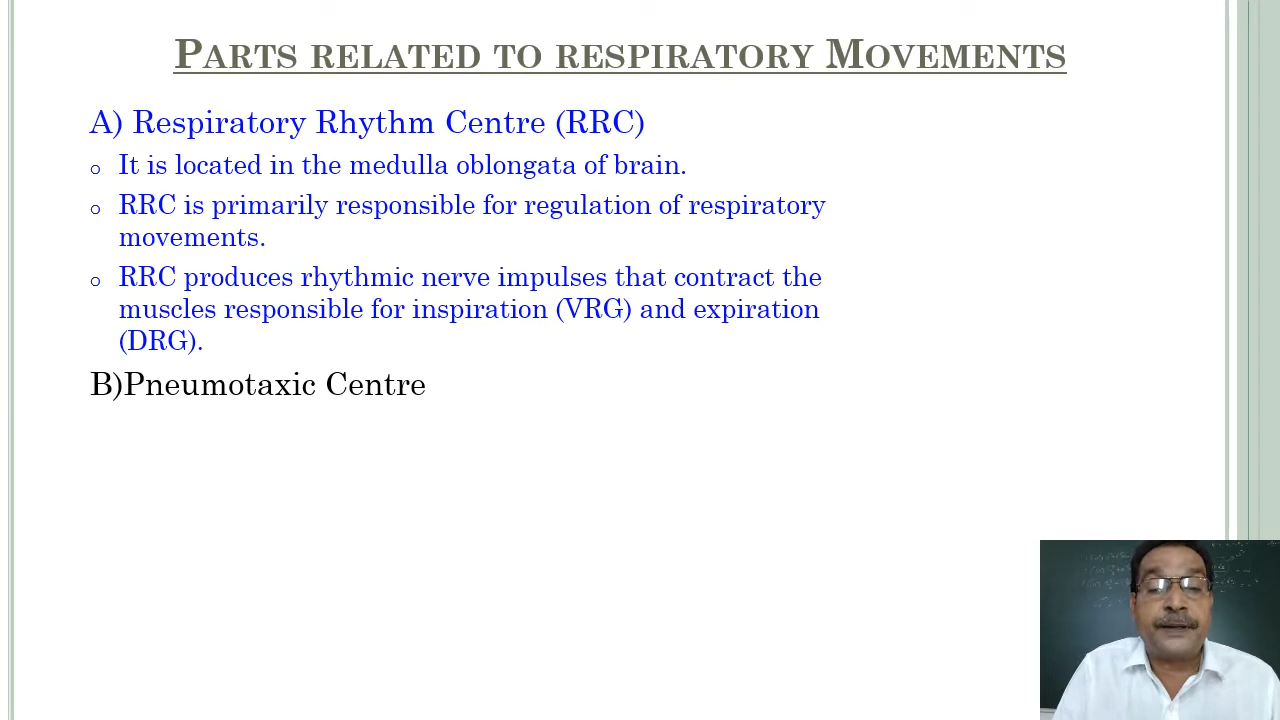 PARTS RELATED TO RESPIRATORY MOVEMENTS
A) Respiratory Rhythm Centre (RRC)
o It is located in the medulla oblongata of brain.
o RRC is primarily responsible for regulation of respiratory
movements.
o RRC produces rhythmic nerve impulses that contract the
muscles responsible for inspiration (VRG) and expiration
(DRG).
B)Pneumotaxic Centre